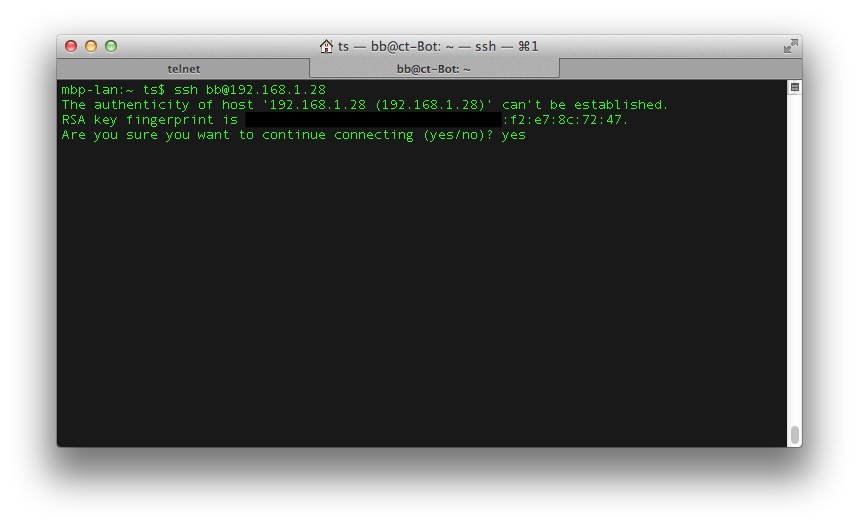 ts — bb@ct-Bot: ~ — ssh — ⌘1
telnet
bb@ct-Bot: ~
mbp-lan:~ ts$ ssh bb@192.168.1.28
The authenticity of host '192.168.1.28 (192.168.1.28)' can't be established.
RSA key fingerprint is :f2:e7:8c:72:47.
Are you sure you want to continue connecting (yes/no)? yes